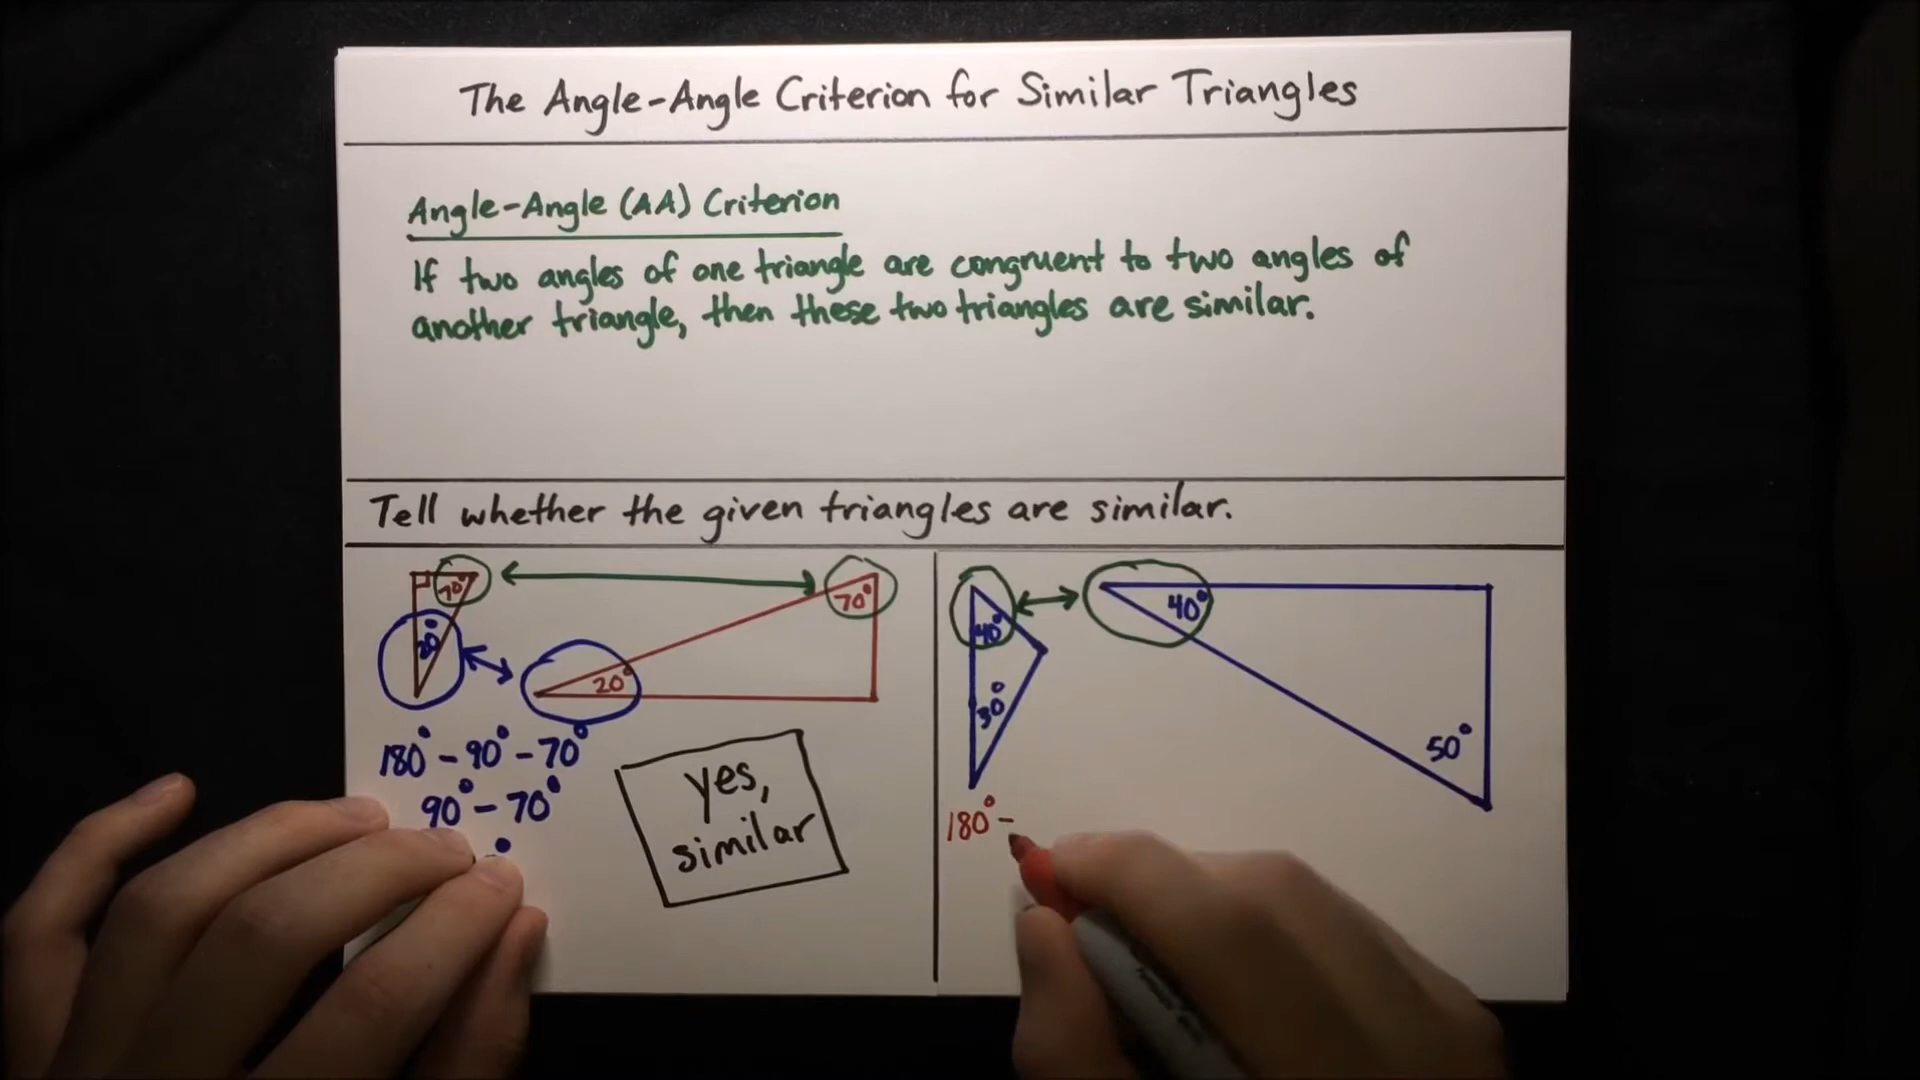 The Angle-Angle Criterion for Similar Triangles
Angle-Angle (AA) Criterion
If two angles of one triangle are congruent to two angles of
another triangle, then these two triangles are similar.
Tell whether the given triangles are similar.
70°
20°
70°
20°
180° - 90° - 70°
90° - 70°
yes,
similar
40°
30°
40°
50°
180° -